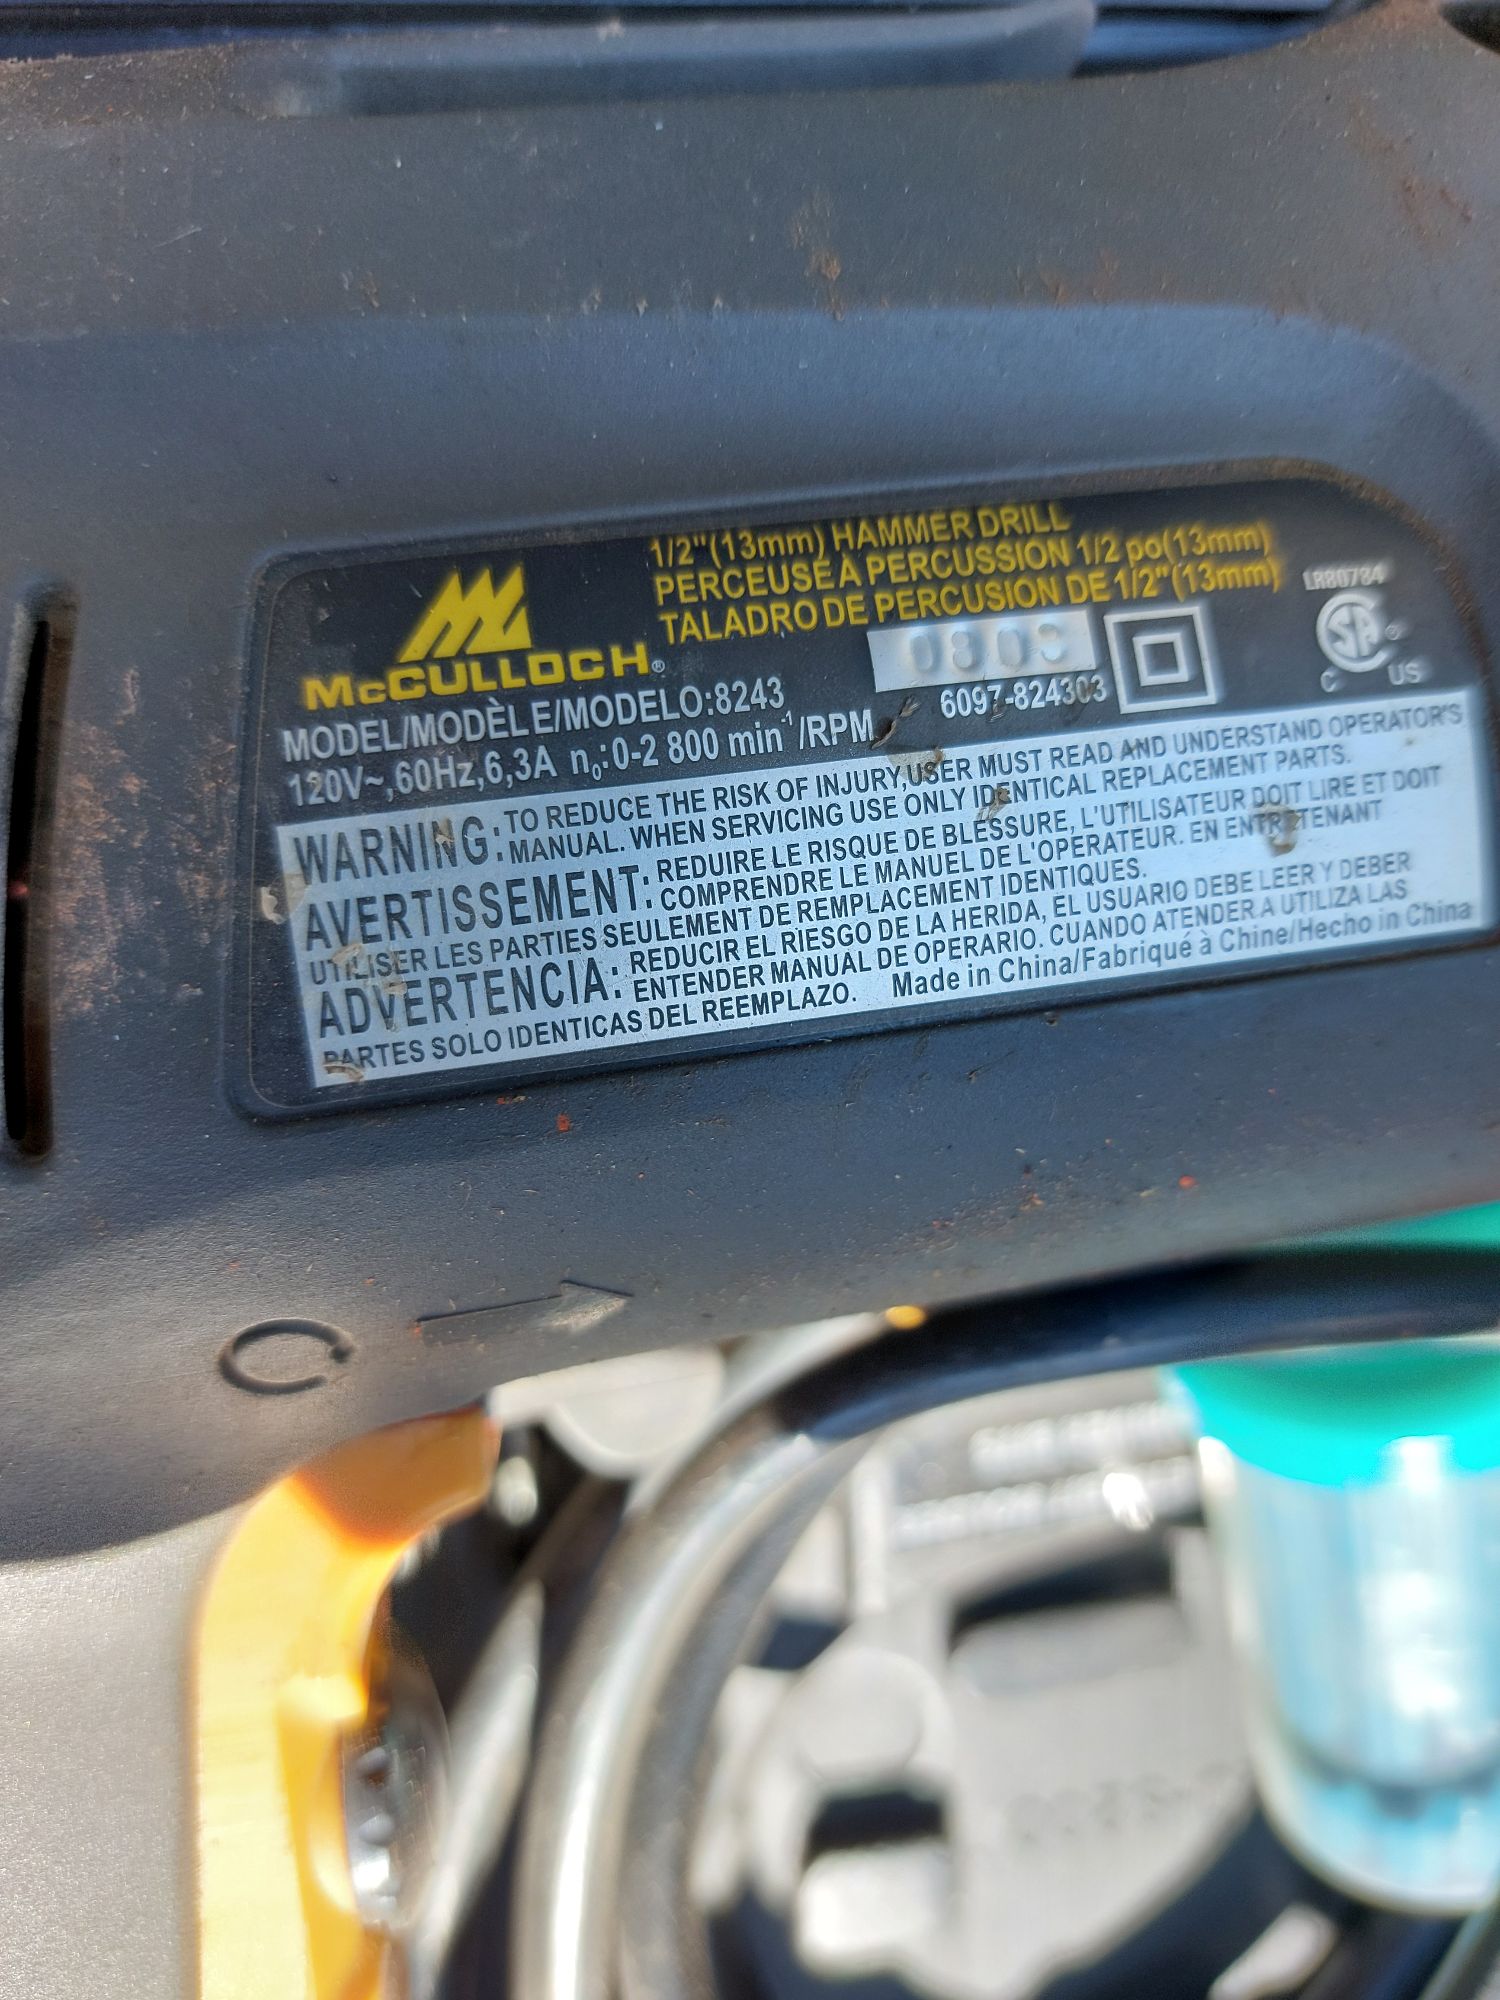 1/2"(13mm) HAMMER DRILL
PERCEUSE À PERCUSSION 1/2 po(13mm)
TALADRO DE PERCUSION DE 1/2"(13mm)
McCULLOCH®
LR80784
0803
SA ®
C US
MODEL/MODÈLE/MODELO:8243
6097-824303
120V~,60Hz,6,3A n₀:0-2 800 min⁻¹/RPM
WARNING: TO REDUCE THE RISK OF INJURY,USER MUST READ AND UNDERSTAND OPERATOR'S
MANUAL. WHEN SERVICING USE ONLY IDENTICAL REPLACEMENT PARTS.
AVERTISSEMENT: REDUIRE LE RISQUE DE BLESSURE, L'UTILISATEUR DOIT LIRE ET DOIT
COMPRENDRE LE MANUEL DE L'OPÉRATEUR. EN ENTRETENANT
UTILISER LES PARTIES SEULEMENT DE REMPLACEMENT IDENTIQUES.
ADVERTENCIA: REDUCIR EL RIESGO DE LA HERIDA, EL USUARIO DEBE LEER Y DEBER
ENTENDER MANUAL DE OPERARIO. CUANDO ATENDER A UTILIZA LAS
PARTES SOLO IDENTICAS DEL REEMPLAZO. Made in China/Fabriqué à Chine/Hecho in China